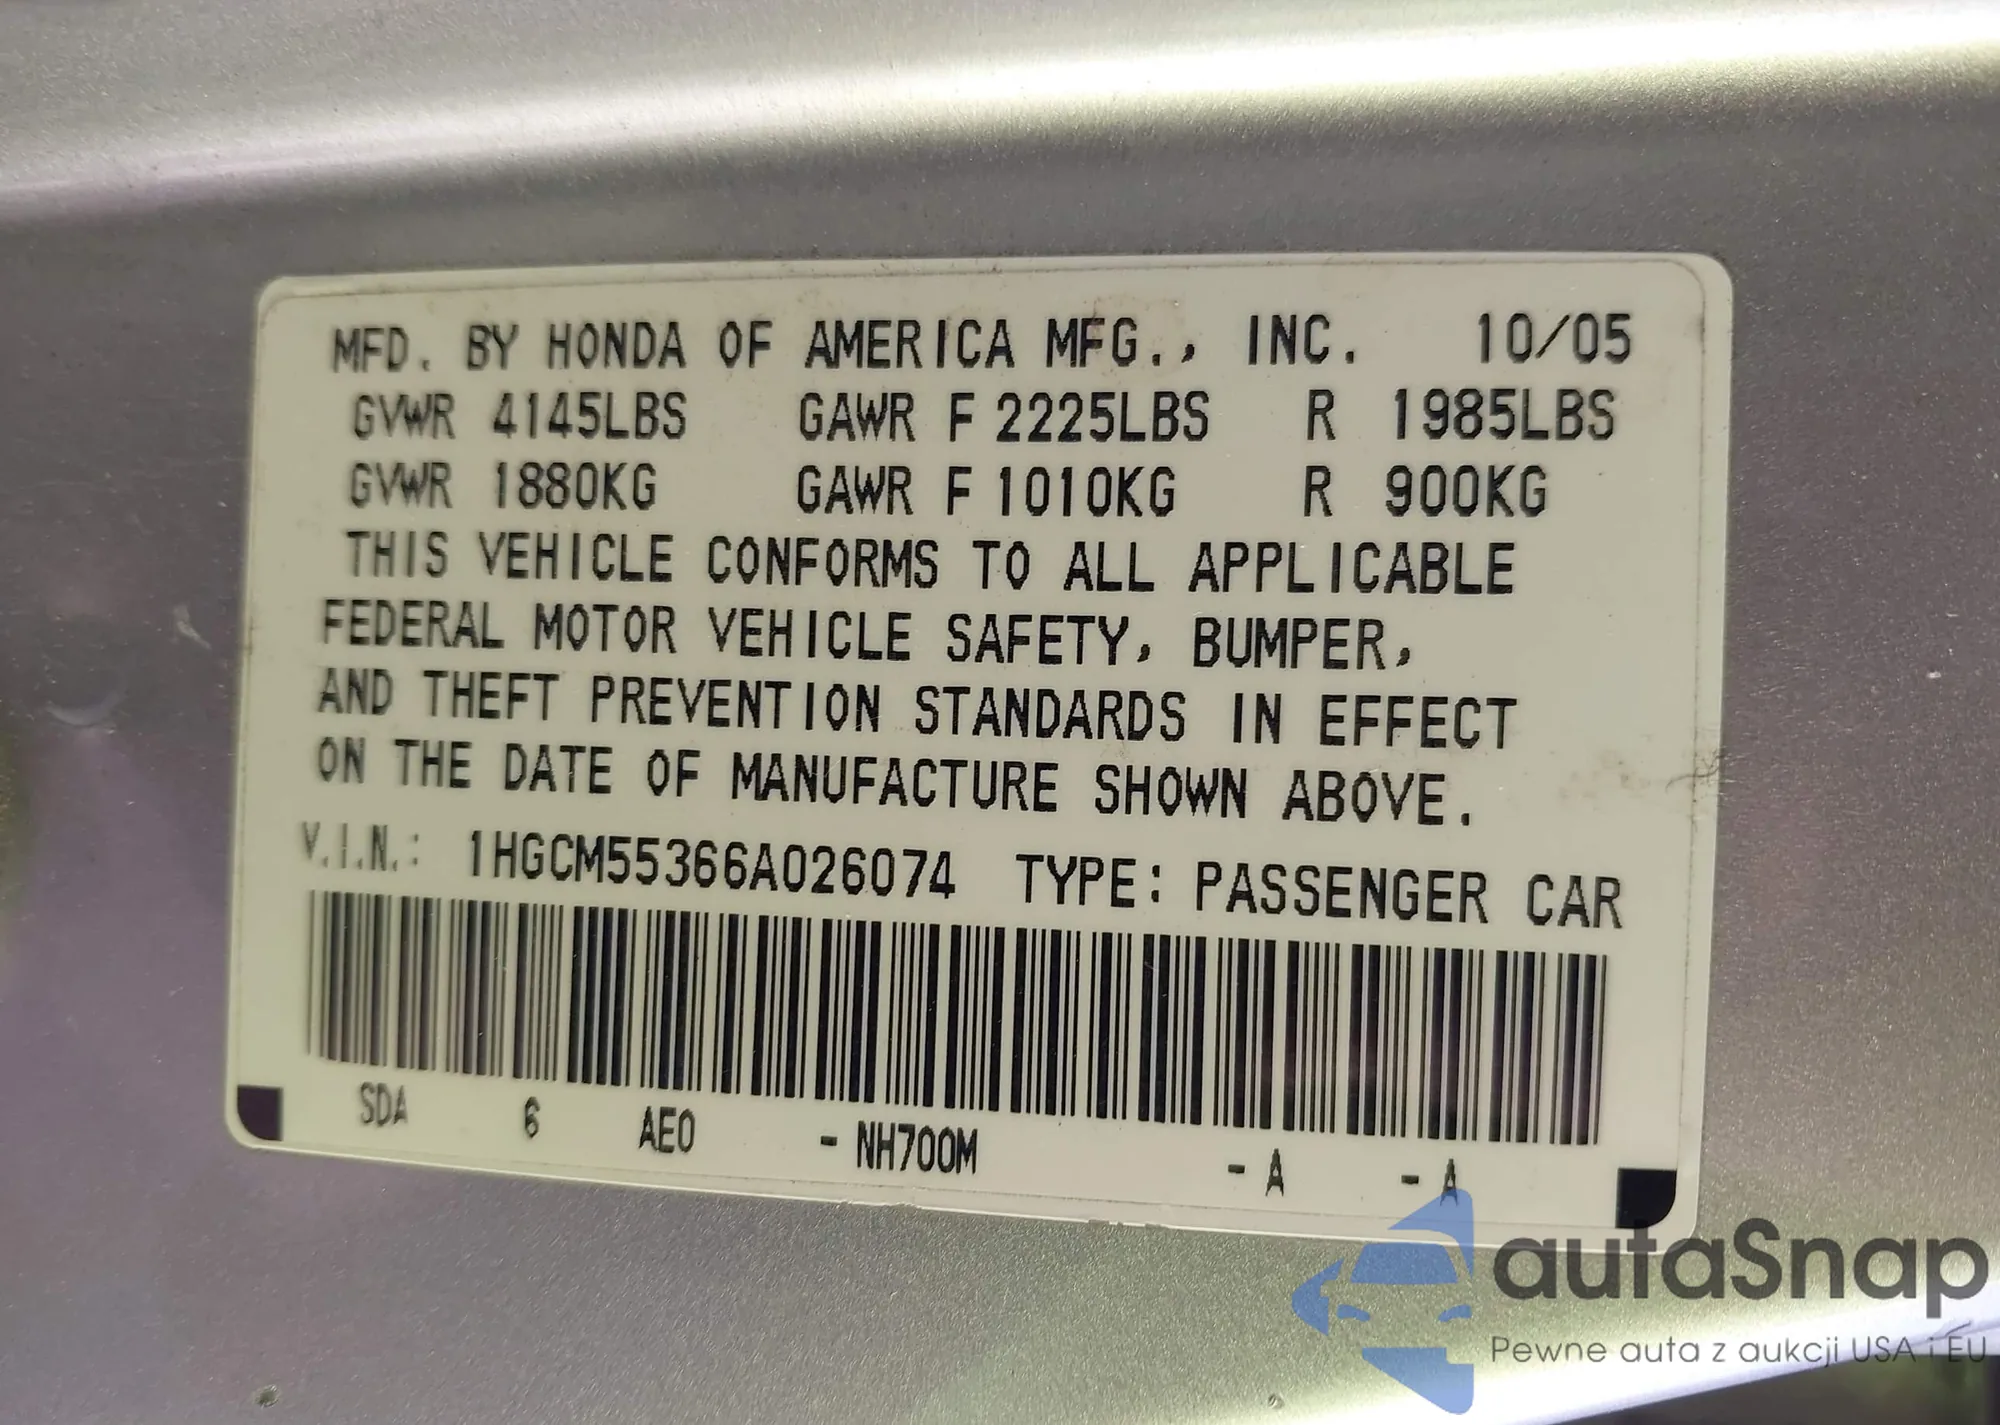 MFD. BY HONDA OF AMERICA MFG., INC. 10/05
GVWR 4145LBS GAWR F 2225LBS R 1985LBS
GVWR 1880KG GAWR F 1010KG R 900KG
THIS VEHICLE CONFORMS TO ALL APPLICABLE
FEDERAL MOTOR VEHICLE SAFETY, BUMPER,
AND THEFT PREVENTION STANDARDS IN EFFECT
ON THE DATE OF MANUFACTURE SHOWN ABOVE.
V.I.N.: 1HGCM55366A026074 TYPE: PASSENGER CAR
SDA 6 AE0 - NH700M - A - A
autaSnap
Pewne auta z aukcji USA i EU